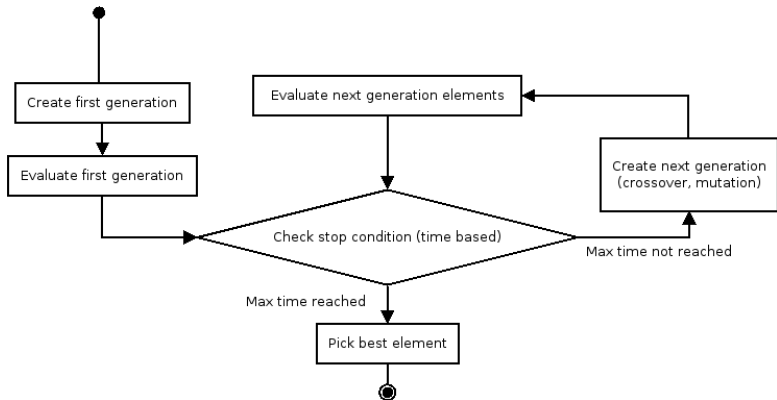 Create first generation
Evaluate next generation elements
Create next generation
(crossover, mutation)
Evaluate first generation
Check stop condition (time based)
Max time not reached
Max time reached
Pick best element